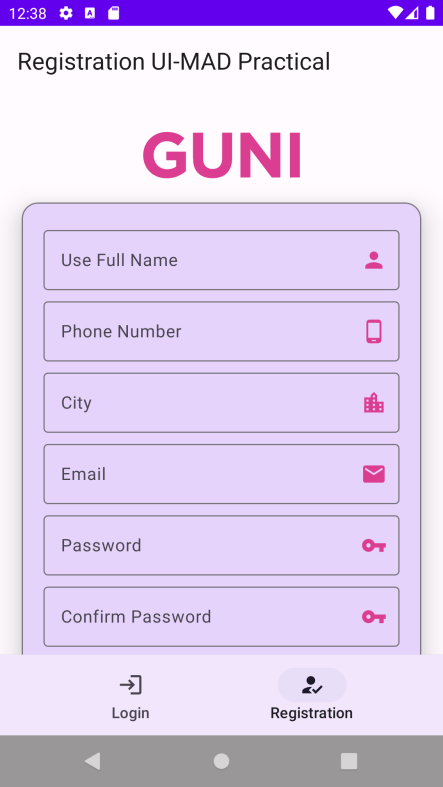 12:38
Registration UI-MAD Practical
GUNI
Use Full Name
Phone Number
City
Email
Password
Confirm Password
Login
Registration